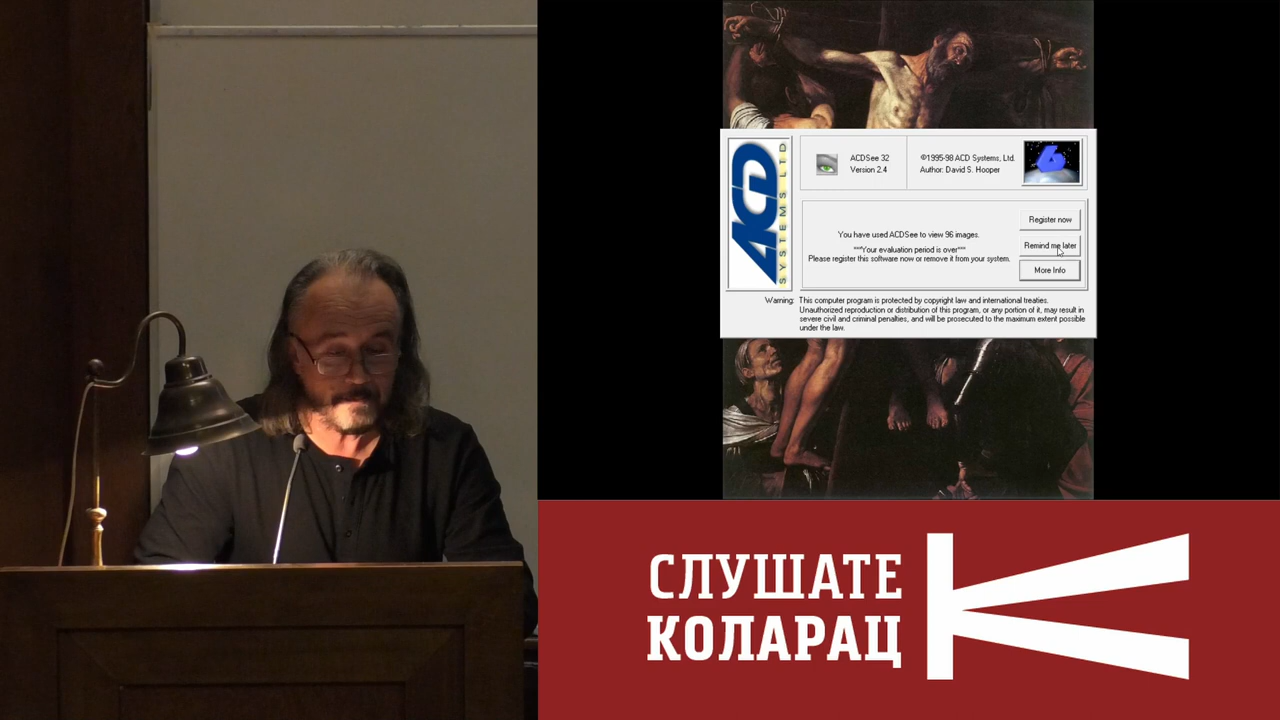 ACD
SYSTEMS LTD
ACDSee 32
Version 2.4
©1995-98 ACD Systems, Ltd.
Author: David S. Hooper
6
You have used ACDSee to view 96 images.
***Your evaluation period is over***
Please register this software now or remove it from your system.
Register now
Remind me later
More Info
Warning: This computer program is protected by copyright law and international treaties.
Unauthorized reproduction or distribution of this program, or any portion of it, may result in
severe civil and criminal penalties, and will be prosecuted to the maximum extent possible
under the law.
СЛУШАТЕ
КОЛАРАЦ